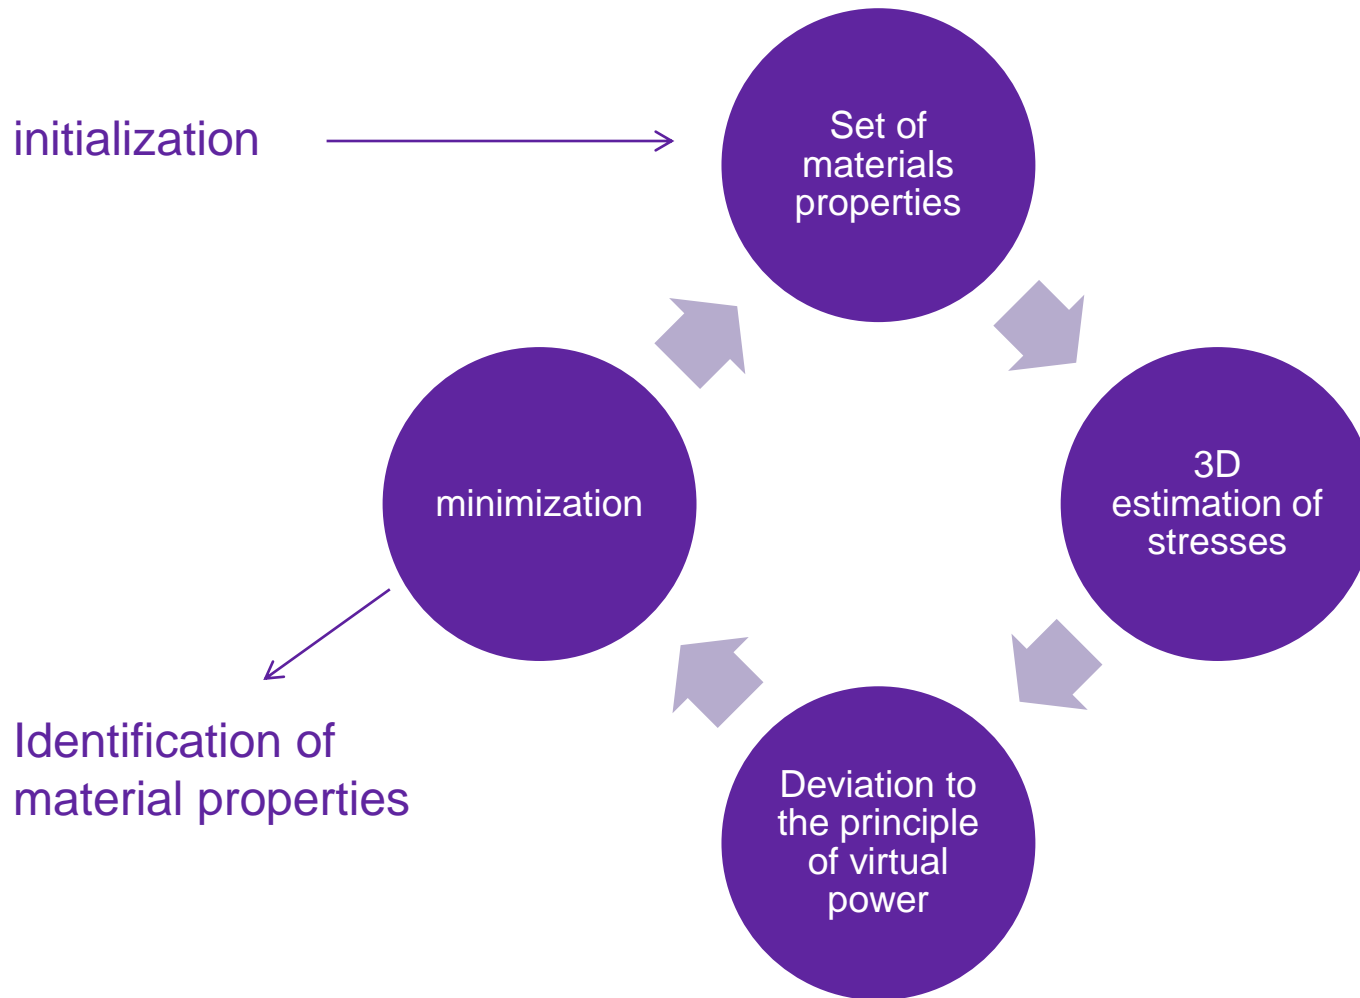 initialization
Set of
materials
properties
3D
estimation of
stresses
minimization
Deviation to
the principle
of virtual
power
Identification of
material properties